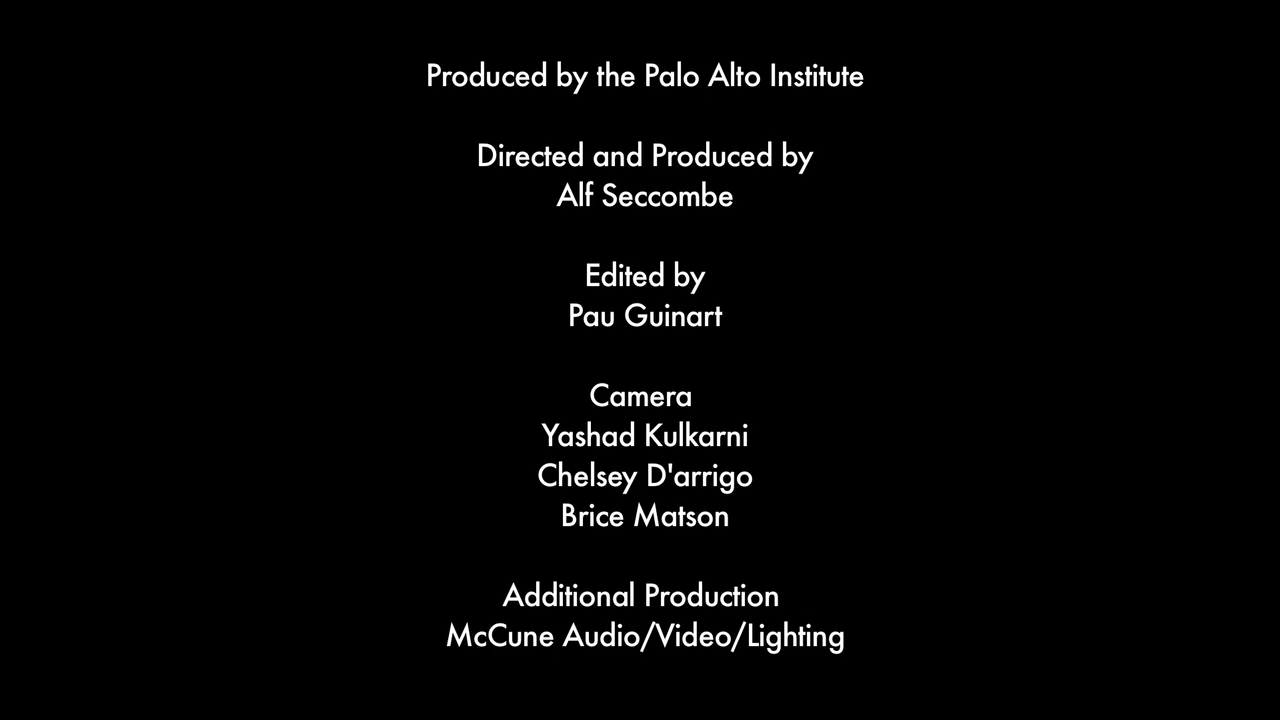 Produced by the Palo Alto Institute
Directed and Produced by
Alf Seccombe
Edited by
Pau Guinart
Camera
Yashad Kulkarni
Chelsey D'arrigo
Brice Matson
Additional Production
McCune Audio/Video/Lighting